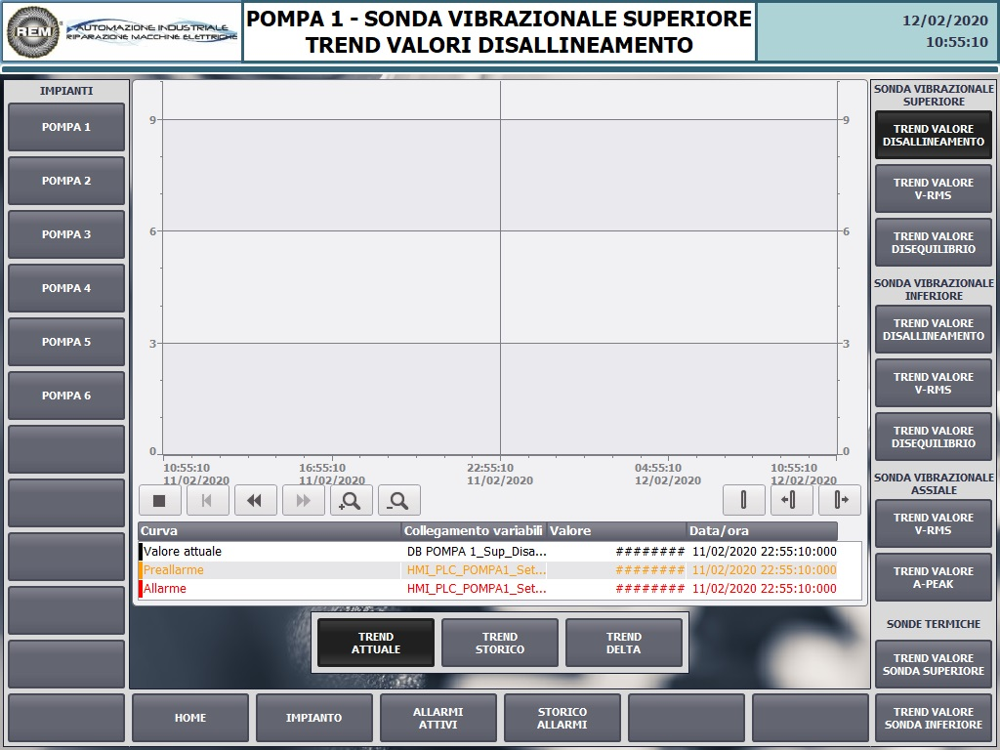 REM
AUTOMAZIONE INDUSTRIALE
RIPARAZIONE MACCHINE ELETTRICHE
POMPA 1 - SONDA VIBRAZIONALE SUPERIORE
TREND VALORI DISALLINEAMENTO
12/02/2020
10:55:10
IMPIANTI
POMPA 1
POMPA 2
POMPA 3
POMPA 4
POMPA 5
POMPA 6
9
6
3
0
9
6
3
0
10:55:10
11/02/2020
16:55:10
11/02/2020
22:55:10
11/02/2020
04:55:10
12/02/2020
10:55:10
12/02/2020
Curva Collegamento variabili Valore Data/ora
Valore attuale DB POMPA 1_Sup_Disa... ######## 11/02/2020 22:55:10:000
Preallarme HMI_PLC_POMPA1_Set... ######## 11/02/2020 22:55:10:000
Allarme HMI_PLC_POMPA1_Set... ######## 11/02/2020 22:55:10:000
TREND
ATTUALE
TREND
STORICO
TREND
DELTA
SONDA VIBRAZIONALE
SUPERIORE
TREND VALORE
DISALLINEAMENTO
TREND VALORE
V-RMS
TREND VALORE
DISEQUILIBRIO
SONDA VIBRAZIONALE
INFERIORE
TREND VALORE
DISALLINEAMENTO
TREND VALORE
V-RMS
TREND VALORE
DISEQUILIBRIO
SONDA VIBRAZIONALE
ASSIALE
TREND VALORE
V-RMS
TREND VALORE
A-PEAK
SONDE TERMICHE
TREND VALORE
SONDA SUPERIORE
TREND VALORE
SONDA INFERIORE
HOME
IMPIANTO
ALLARMI
ATTIVI
STORICO
ALLARMI